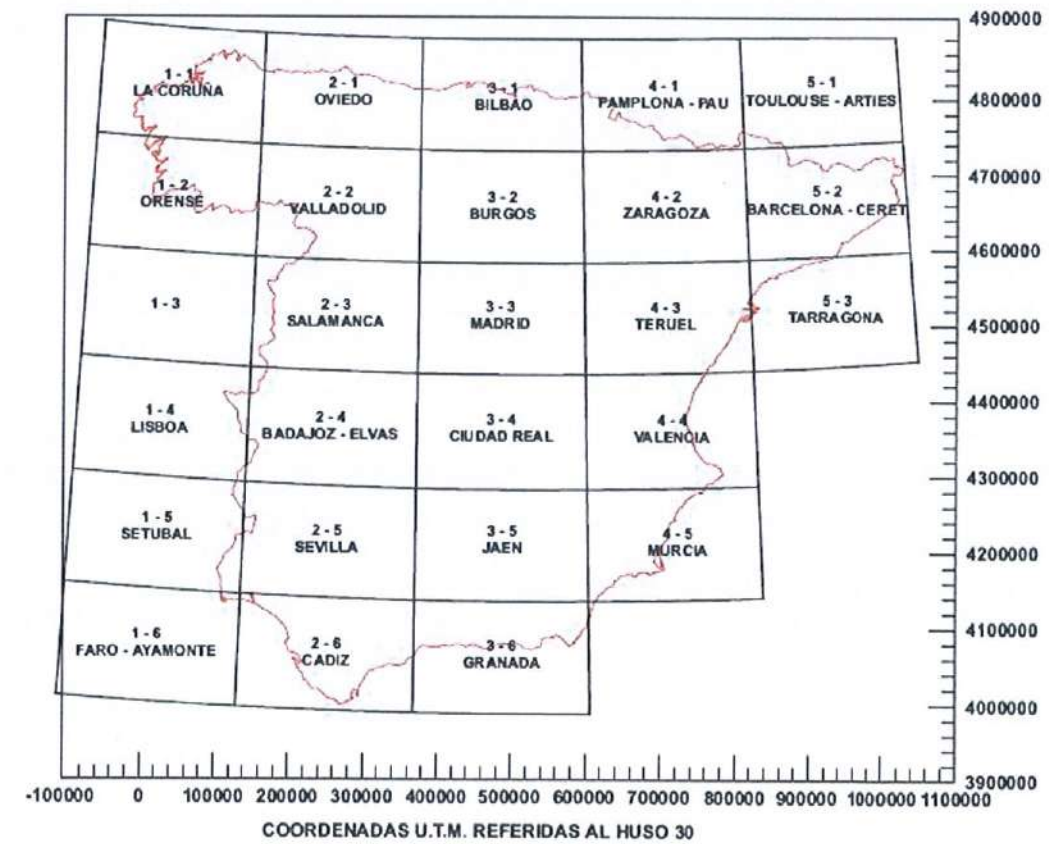 4900000
1 - 1
LA CORUÑA
2 - 1
OVIEDO
3 - 1
BILBAO
4 - 1
PAMPLONA - PAU
5 - 1
TOULOUSE - ARTIES
4800000
4700000
1 - 2
ORENSE
2 - 2
VALLADOLID
3 - 2
BURGOS
4 - 2
ZARAGOZA
5 - 2
BARCELONA - CERET
4600000
1 - 3
2 - 3
SALAMANCA
3 - 3
MADRID
4 - 3
TERUEL
5 - 3
TARRAGONA
4500000
4400000
1 - 4
LISBOA
2 - 4
BADAJOZ - ELVAS
3 - 4
CIUDAD REAL
4 - 4
VALENCIA
4300000
1 - 5
SETUBAL
2 - 5
SEVILLA
3 - 5
JAEN
4 - 5
MURCIA
4200000
4100000
1 - 6
FARO - AYAMONTE
2 - 6
CADIZ
3 - 6
GRANADA
4000000
3900000
-100000 0 100000 200000 300000 400000 500000 600000 700000 800000 900000 1000000 1100000
COORDENADAS U.T.M. REFERIDAS AL HUSO 30